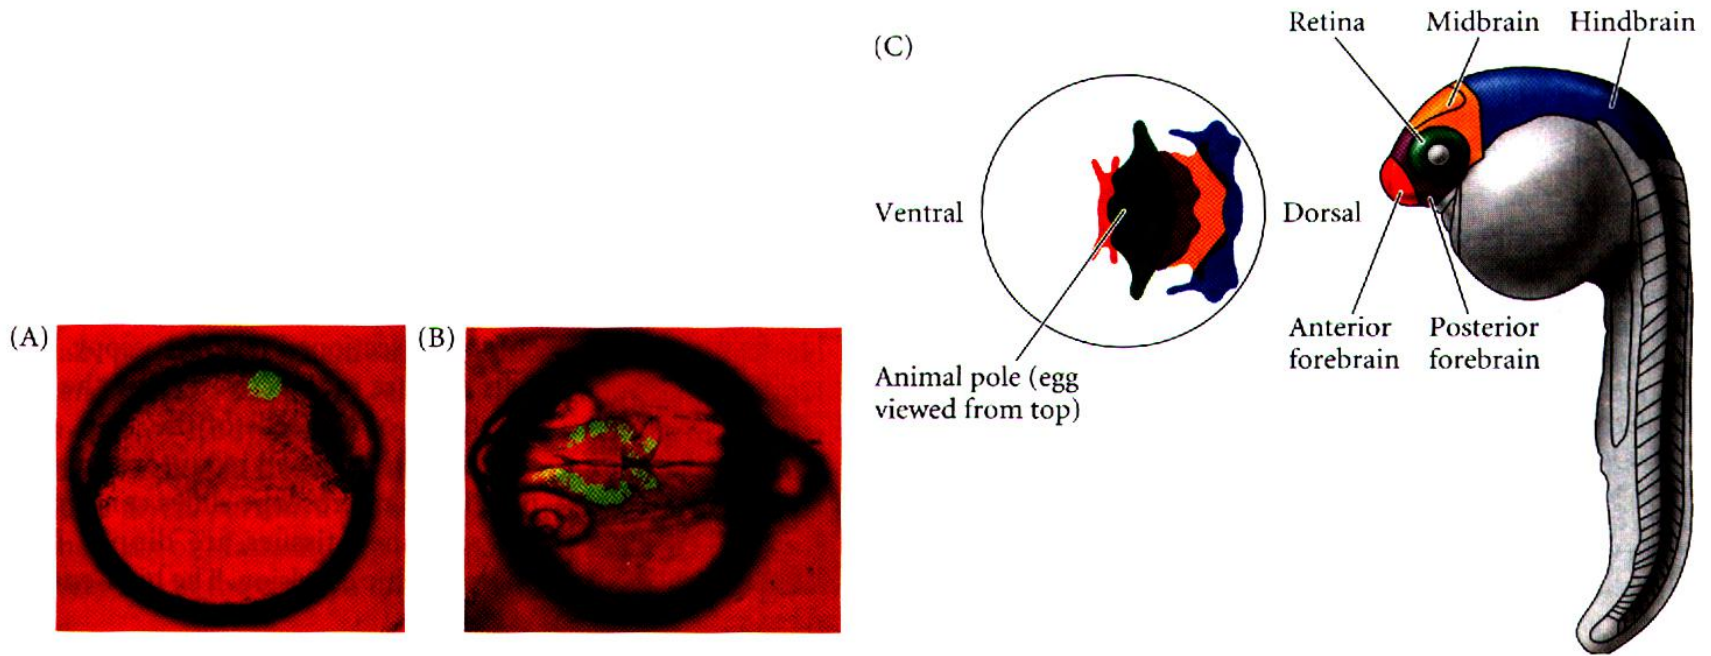 (A)
(B)
(C)
Retina
Midbrain
Hindbrain
Ventral
Dorsal
Animal pole (egg
viewed from top)
Anterior
forebrain
Posterior
forebrain